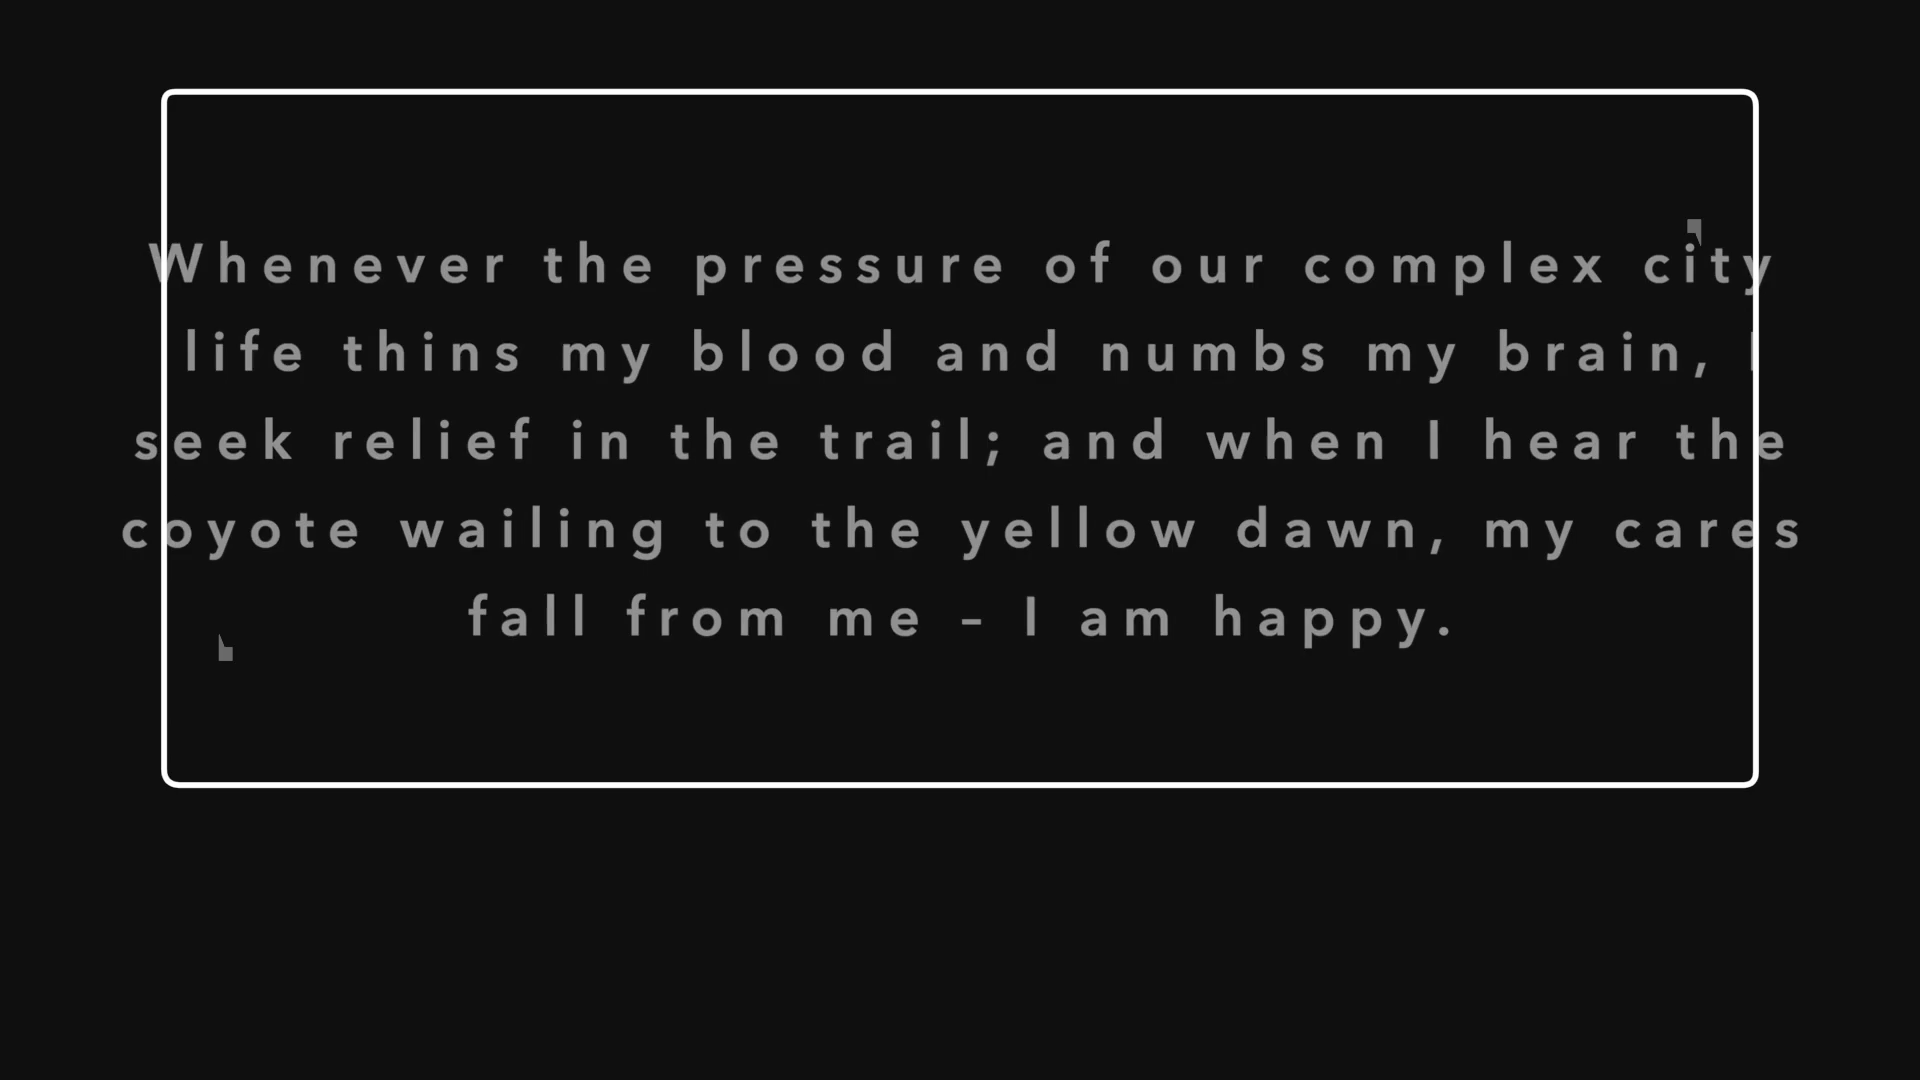 Whenever the pressure of our complex city
life thins my blood and numbs my brain, I
seek relief in the trail; and when I hear the
coyote wailing to the yellow dawn, my cares
fall from me – I am happy.